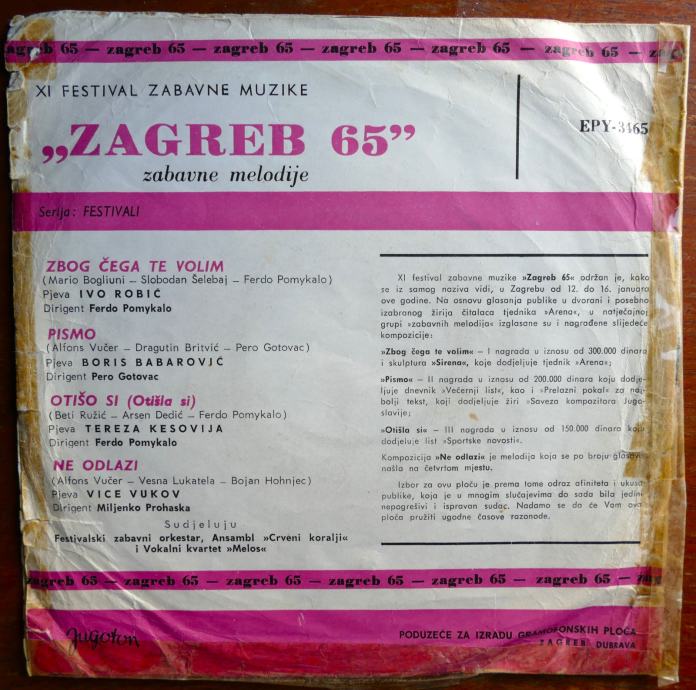 zagreb 65 — zagreb 65 — zagreb 65 — zagreb 65 — zagreb 65 — zagreb 65 —
XI FESTIVAL ZABAVNE MUZIKE
„ZAGREB 65”
zabavne melodije
EPY-3465
Serija: FESTIVALI
ZBOG ČEGA TE VOLIM
(Mario Bogliuni — Slobodan Šelebaj — Ferdo Pomykalo)
Pjeva IVO ROBIĆ
Dirigent Ferdo Pomykalo
PISMO
(Alfons Vučer — Dragutin Britvić — Pero Gotovac)
Pjeva BORIS BABAROVIĆ
Dirigent Pero Gotovac
OTIŠO SI (Otišla si)
(Beti Ružić — Arsen Dedić — Ferdo Pomykalo)
Pjeva TEREZA KESOVIJA
Dirigent Ferdo Pomykalo
NE ODLAZI
(Alfons Vučer — Vesna Lukatela — Bojan Hohnjec)
Pjeva VICE VUKOV
Dirigent Miljenko Prohaska
Sudjeluju
Festivalski zabavni orkestar, Ansambl »Crveni koralji«
i Vokalni kvartet »Melos«
XI festival zabavne muzike »Zagreb 65« održan je, kako
se iz samog naziva vidi, u Zagrebu od 12. do 16. januara
ove godine. Na osnovu glasanja publike u dvorani i posebno
izabranog žirija čitalaca tjednika »Arena«, u natječajnoj
grupi »zabavnih melodija« izglasane su i nagrađene slijedeće
kompozicije:
»Zbog čega te volim« — I nagrada u iznosu od 300.000 dinara
i skulptura »Sirena«, koje dodjeljuje tjednik »Arena«;
»Pismo« — II nagrada u iznosu od 200.000 dinara koju dodje-
ljuje dnevnik »Večernji list«, kao i »Prelazni pokal« za naj-
bolji tekst, koji dodjeljuje žiri »Saveza kompozitora Jugo-
slavije;
»Otišla si« — III nagrada u iznosu od 150.000 dinara koju
dodjeljuje list »Sportske novosti«.
Kompozicija »Ne odlazi« je melodija koja se po broju glasova
našla na četvrtom mjestu.
Izbor za ovu ploču je prema tome odraz afiniteta i ukusa
publike, koja je u mnogim slučajevima do sada bila jedini
nepogrešivi i ispravan sudac. Nadamo se da će Vam ova
ploča pružiti ugodne časove razonode.
zagreb 65 — zagreb 65 — zagreb 65 — zagreb 65 — zagreb 65 — zagreb 65 —
Jugoton
PODUZEĆE ZA IZRADU GRAMOFONSKIH PLOČA
ZAGREB DUBRAVA